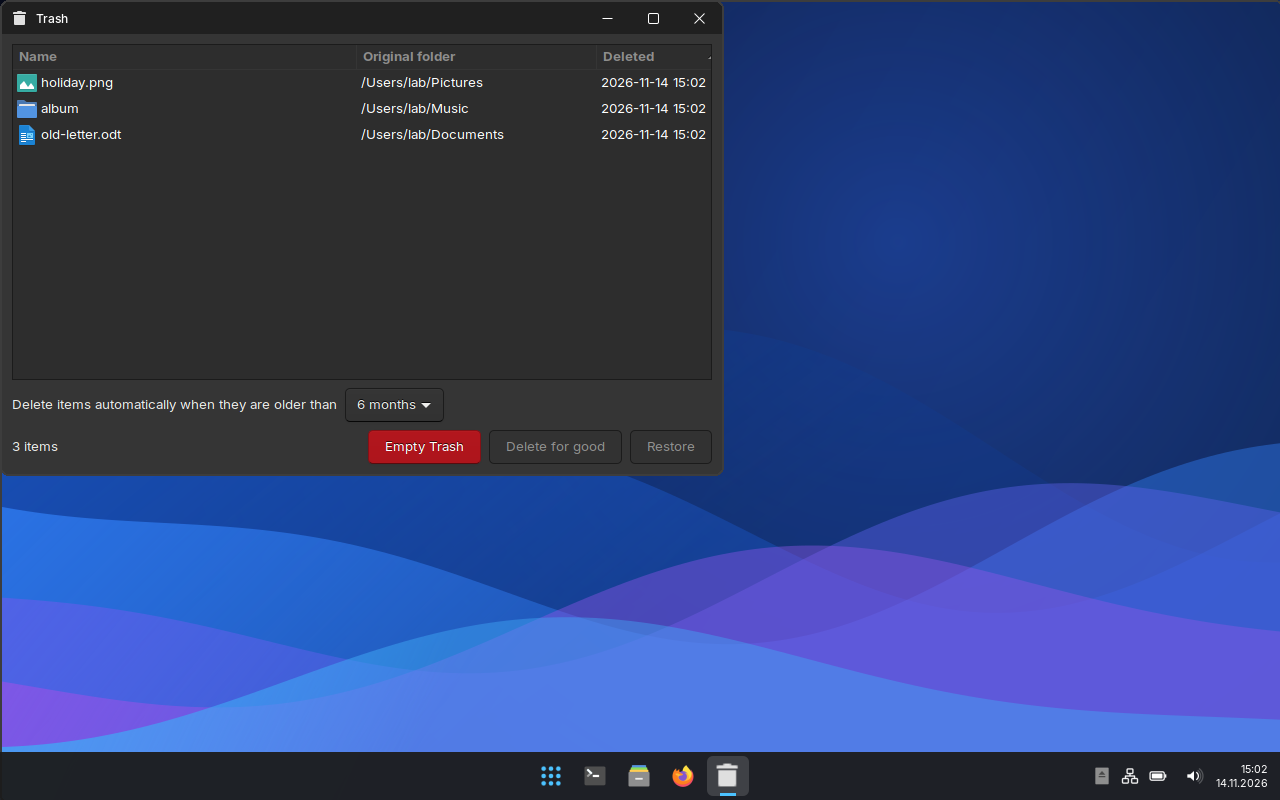 Trash
Name Original folder Deleted
holiday.png /Users/lab/Pictures 2026-11-14 15:02
album /Users/lab/Music 2026-11-14 15:02
old-letter.odt /Users/lab/Documents 2026-11-14 15:02
Delete items automatically when they are older than 6 months
3 items Empty Trash Delete for good Restore
15:02
14.11.2026